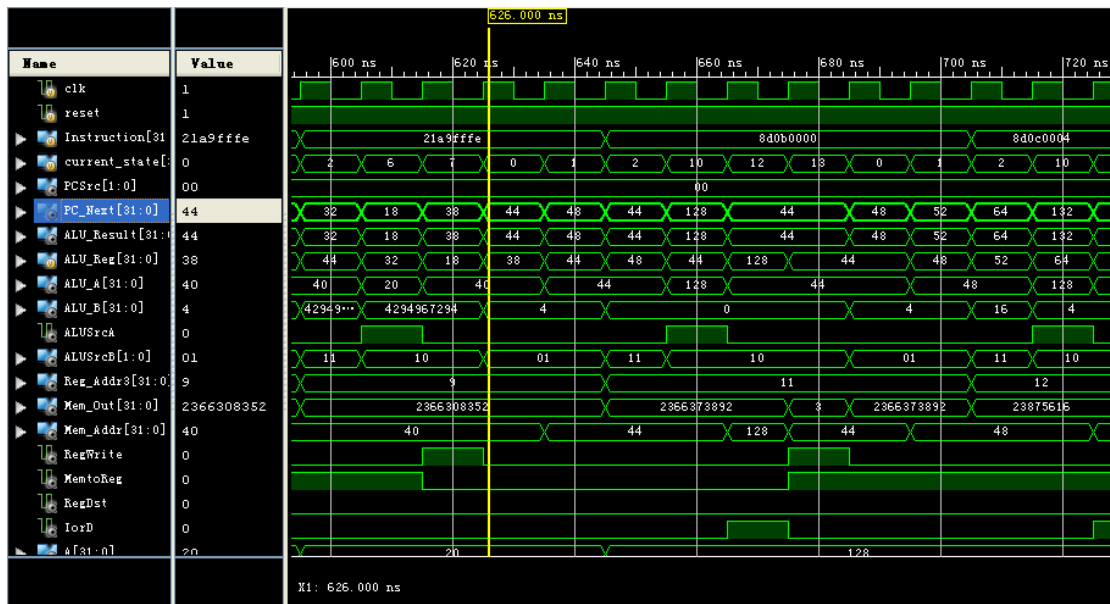 626.000 ns
Name Value
600 ns 620 ns 640 ns 660 ns 680 ns 700 ns 720 ns
clk 1
reset 1
Instruction[31 21a9fffe 21a9fffe 8d0b0000 8d0c0004
current_state[: 0 2 6 7 0 1 2 10 12 13 0 1 2 10
PCSrc[1:0] 00 00
PC_Next[31:0] 44 32 18 38 44 48 44 128 44 48 52 64 132
ALU_Result[31: 44 32 18 38 44 48 44 128 44 48 52 64 132
ALU_Reg[31:0] 38 44 32 18 38 44 48 44 128 44 48 52 64
ALU_A[31:0] 40 40 20 40 44 128 44 48 128
ALU_B[31:0] 4 42949... 4294967294 4 0 4 16 4
ALUSrcA 0
ALUSrcB[1:0] 01 11 10 01 11 10 01 11 10
Reg_Addr3[31:0 9 9 11 12
Mem_Out[31:0] 2366308352 2366308352 2366373892 3 2366373892 23875616
Mem_Addr[31:0] 40 40 44 128 44 48
RegWrite 0
MemtoReg 0
RegDst 0
IorD 0
A[31:0] 20 20 128
X1: 626.000 ns